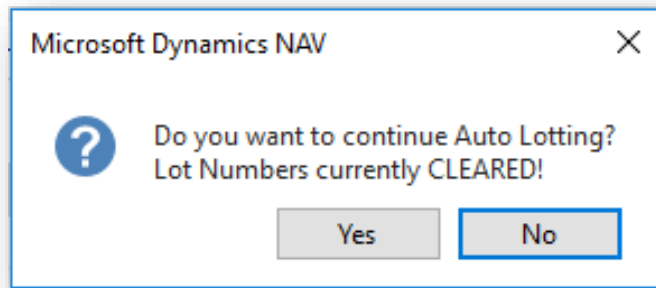 Microsoft Dynamics NAV
Do you want to continue Auto Lotting?
Lot Numbers currently CLEARED!
Yes No